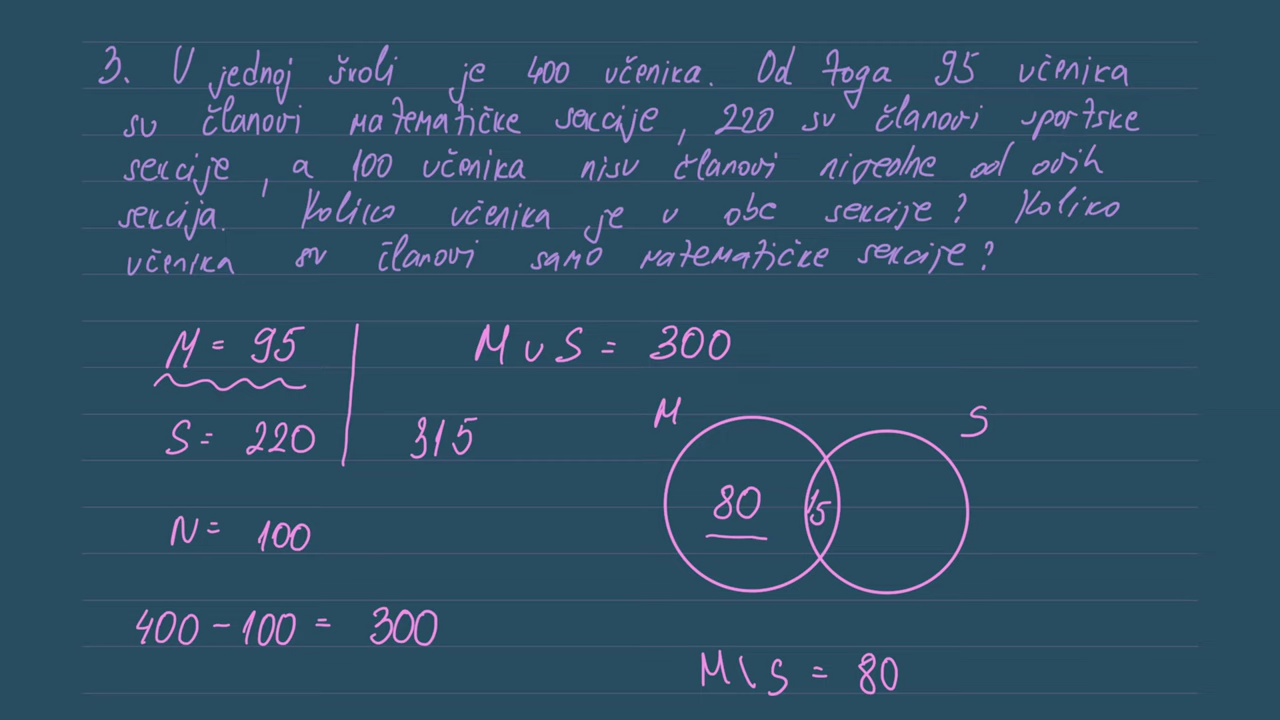 3. U jednoj školi je 400 učenika. Od toga 95 učenika
su članovi matematičke sekcije, 220 su članovi sportske
sekcije, a 100 učenika nisu članovi nijedne od ovih
sekcija. Koliko učenika je u obe sekcije? Koliko
učenika su članovi samo matematičke sekcije?
M = 95
M ∪ S = 300
S = 220
315
M
S
80
15
N = 100
400 - 100 = 300
M \ S = 80